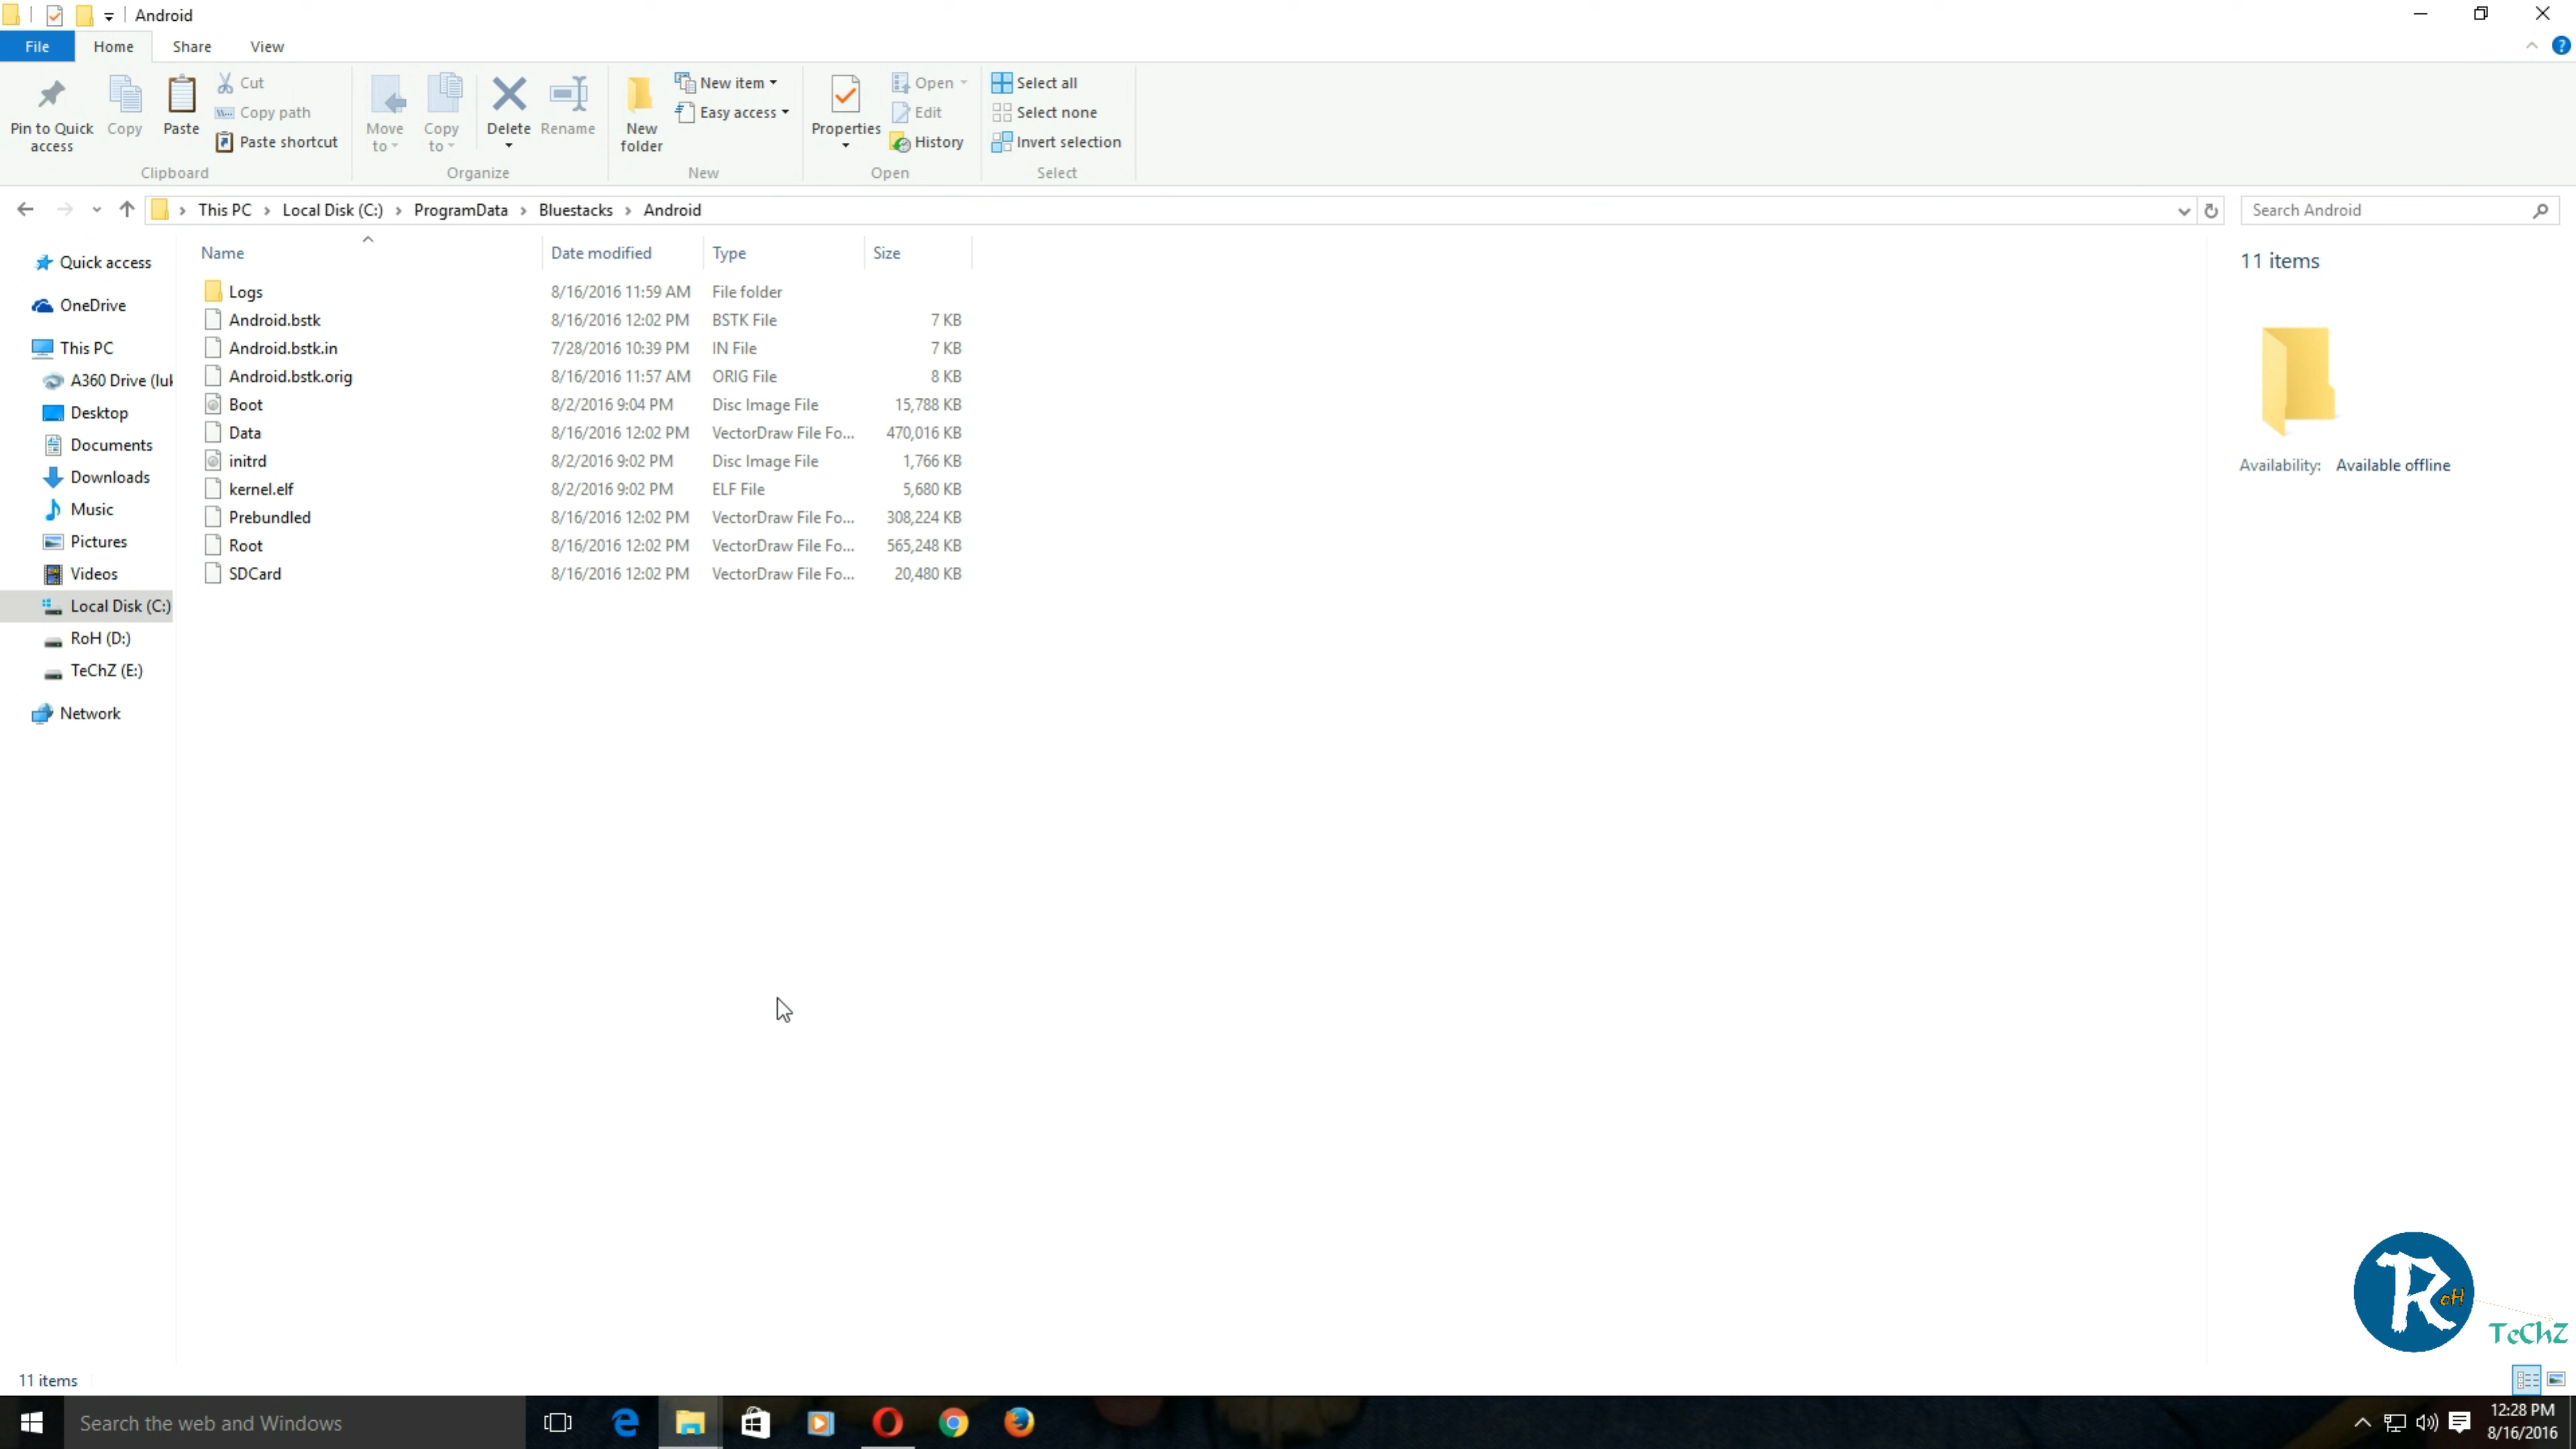 Android
File Home Share View
Pin to Quick access
Copy
Paste
Cut
Copy path
Paste shortcut
Clipboard
Move to
Copy to
Delete
Rename
Organize
New folder
New item
Easy access
New
Properties
Open
Edit
History
Open
Select all
Select none
Invert selection
Select
This PC > Local Disk (C:) > ProgramData > Bluestacks > Android
Search Android
Quick access
OneDrive
This PC
A360 Drive (luk
Desktop
Documents
Downloads
Music
Pictures
Videos
Local Disk (C:)
RoH (D:)
TeChZ (E:)
Network
Name Date modified Type Size
Logs 8/16/2016 11:59 AM File folder
Android.bstk 8/16/2016 12:02 PM BSTK File 7 KB
Android.bstk.in 7/28/2016 10:39 PM IN File 7 KB
Android.bstk.orig 8/16/2016 11:57 AM ORIG File 8 KB
Boot 8/2/2016 9:04 PM Disc Image File 15,788 KB
Data 8/16/2016 12:02 PM VectorDraw File Fo... 470,016 KB
initrd 8/2/2016 9:02 PM Disc Image File 1,766 KB
kernel.elf 8/2/2016 9:02 PM ELF File 5,680 KB
Prebundled 8/16/2016 12:02 PM VectorDraw File Fo... 308,224 KB
Root 8/16/2016 12:02 PM VectorDraw File Fo... 565,248 KB
SDCard 8/16/2016 12:02 PM VectorDraw File Fo... 20,480 KB
11 items
Availability: Available offline
RoH
TeChZ
11 items
Search the web and Windows
12:28 PM
8/16/2016